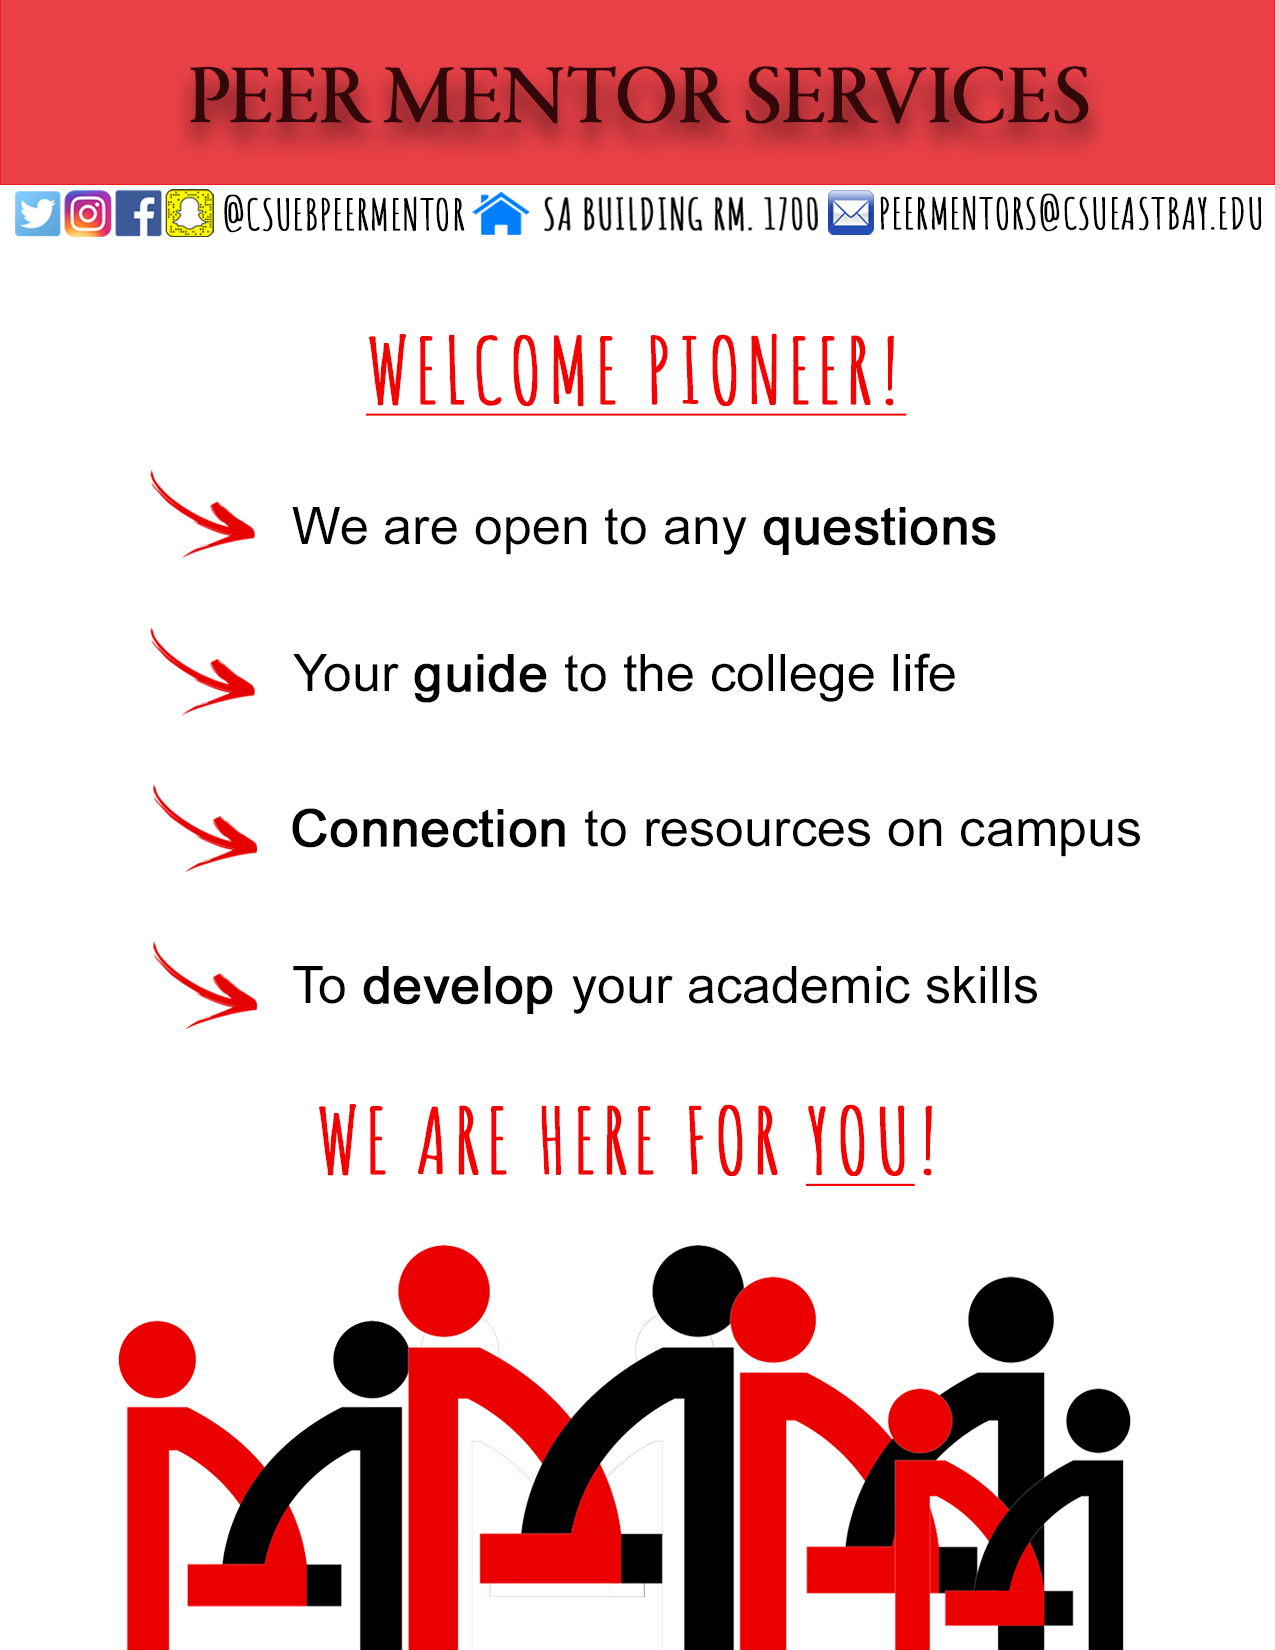 PEER MENTOR SERVICES
@CSUEBPEERMENTOR SA BUILDING RM. 1700 PEERMENTORS@CSUEASTBAY.EDU
WELCOME PIONEER!
We are open to any questions
Your guide to the college life
Connection to resources on campus
To develop your academic skills
WE ARE HERE FOR YOU!